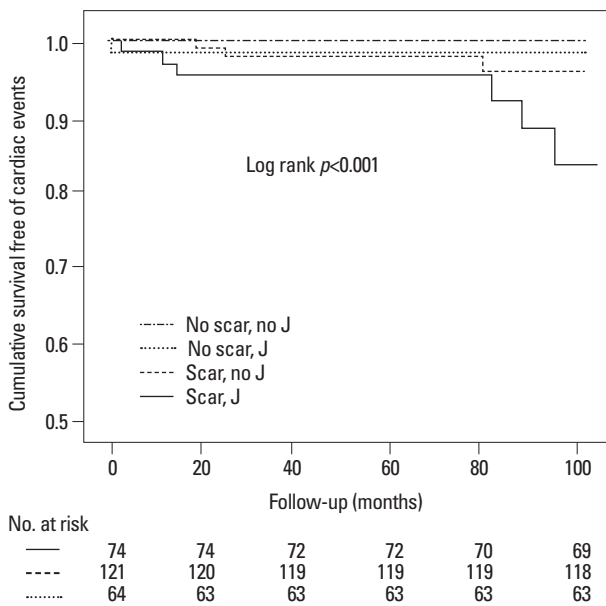 Cumulative survival free of cardiac events
1.0
0.9
0.8
0.7
0.6
0.5
Log rank p<0.001
No scar, no J
No scar, J
Scar, no J
Scar, J
0 20 40 60 80 100
Follow-up (months)
No. at risk
74 74 72 72 70 69
121 120 119 119 119 118
64 63 63 63 63 63